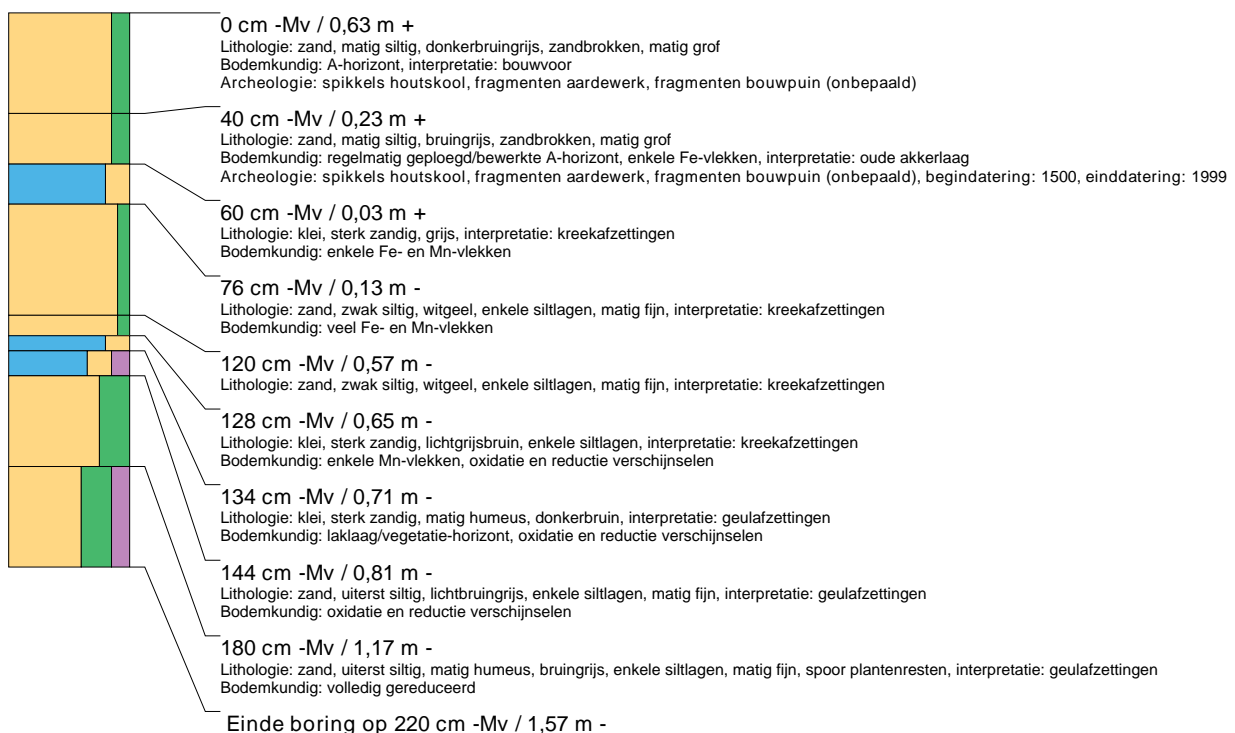 0 cm -Mv / 0,63 m +
Lithologie: zand, matig siltig, donkerbruingrijs, zandbrokken, matig grof
Bodemkundig: A-horizont, interpretatie: bouwvoor
Archeologie: spikkels houtskool, fragmenten aardewerk, fragmenten bouwpuin (onbepaald)
40 cm -Mv / 0,23 m +
Lithologie: zand, matig siltig, bruingrijs, zandbrokken, matig grof
Bodemkundig: regelmatig geploegd/bewerkte A-horizont, enkele Fe-vlekken, interpretatie: oude akkerlaag
Archeologie: spikkels houtskool, fragmenten aardewerk, fragmenten bouwpuin (onbepaald), begindatering: 1500, einddatering: 1999
60 cm -Mv / 0,03 m +
Lithologie: klei, sterk zandig, grijs, interpretatie: kreekafzettingen
Bodemkundig: enkele Fe- en Mn-vlekken
76 cm -Mv / 0,13 m -
Lithologie: zand, zwak siltig, witgeel, enkele siltlagen, matig fijn, interpretatie: kreekafzettingen
Bodemkundig: veel Fe- en Mn-vlekken
120 cm -Mv / 0,57 m -
Lithologie: zand, zwak siltig, witgeel, enkele siltlagen, matig fijn, interpretatie: kreekafzettingen
128 cm -Mv / 0,65 m -
Lithologie: klei, sterk zandig, lichtgrijsbruin, enkele siltlagen, interpretatie: kreekafzettingen
Bodemkundig: enkele Mn-vlekken, oxidatie en reductie verschijnselen
134 cm -Mv / 0,71 m -
Lithologie: klei, sterk zandig, matig humeus, donkerbruin, interpretatie: geulafzettingen
Bodemkundig: laklaag/vegetatie-horizont, oxidatie en reductie verschijnselen
144 cm -Mv / 0,81 m -
Lithologie: zand, uiterst siltig, lichtbruingrijs, enkele siltlagen, matig fijn, interpretatie: geulafzettingen
Bodemkundig: oxidatie en reductie verschijnselen
180 cm -Mv / 1,17 m -
Lithologie: zand, uiterst siltig, matig humeus, bruingrijs, enkele siltlagen, matig fijn, spoor plantenresten, interpretatie: geulafzettingen
Bodemkundig: volledig gereduceerd
Einde boring op 220 cm -Mv / 1,57 m -